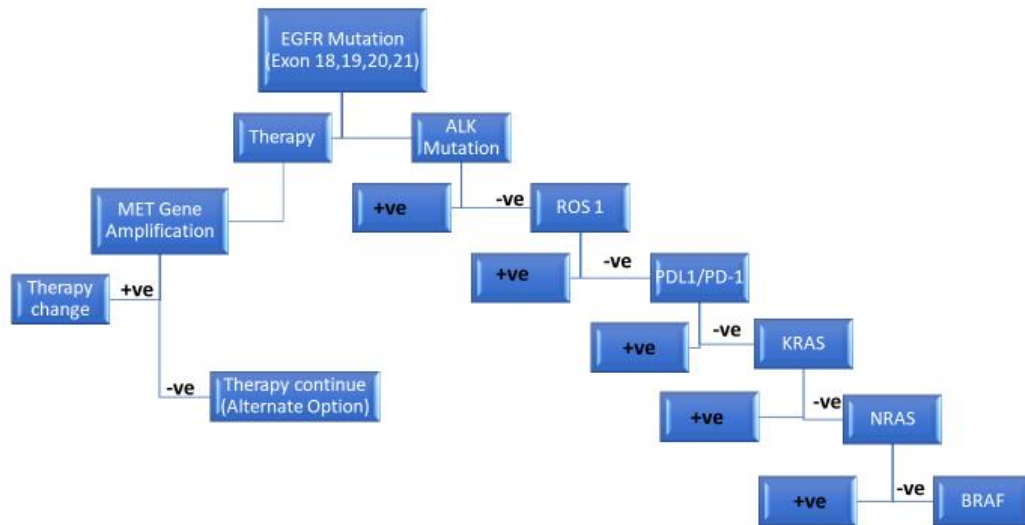 EGFR Mutation
(Exon 18,19,20,21)
Therapy
ALK
Mutation
MET Gene
Amplification
+ve
-ve
ROS 1
Therapy
change
+ve
+ve
-ve
PDL1/PD-1
-ve
Therapy continue
(Alternate Option)
+ve
-ve
KRAS
+ve
-ve
NRAS
+ve
-ve
BRAF